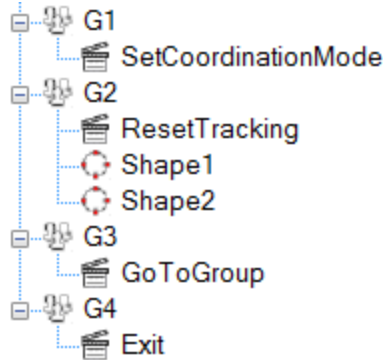 G1
SetCoordinationMode
G2
ResetTracking
Shape1
Shape2
G3
GoToGroup
G4
Exit